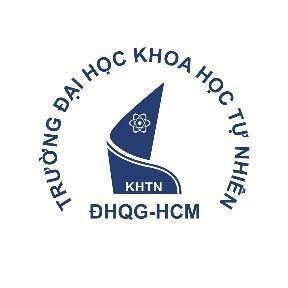 TRƯỜNG ĐẠI HỌC KHOA HỌC TỰ NHIÊN
KHTN
ĐHQG-HCM